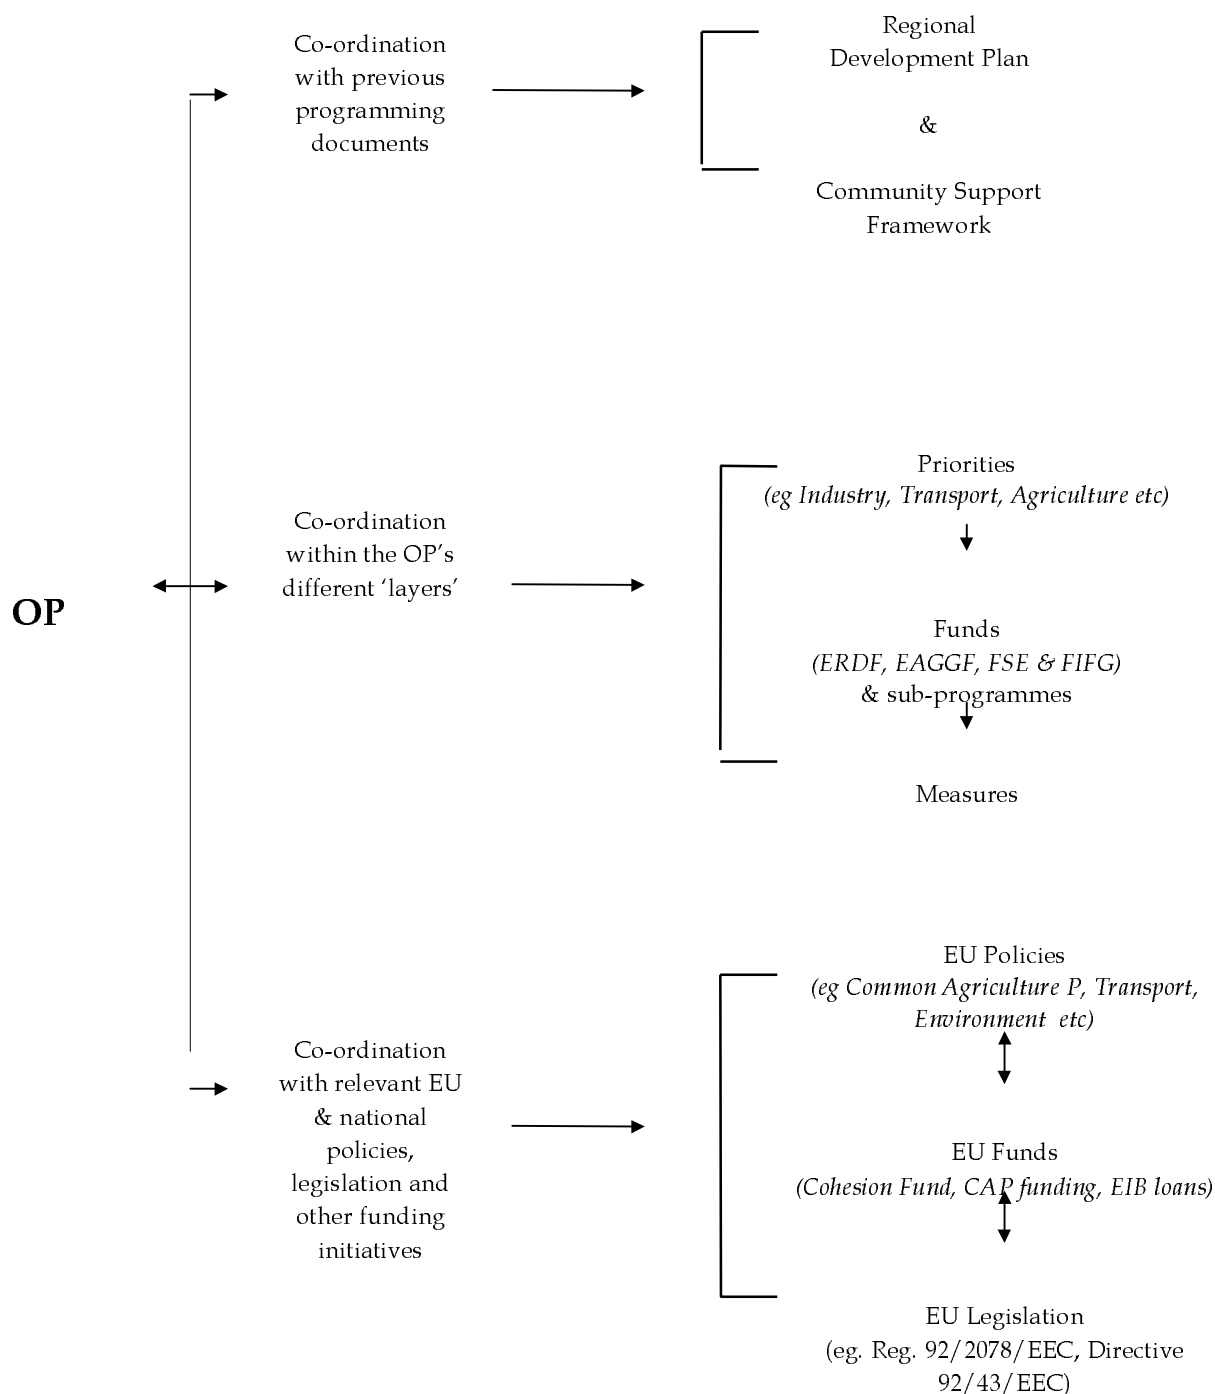 Co-ordination
with previous
programming
documents
Regional
Development Plan
&
Community Support
Framework
OP
Co-ordination
within the OP’s
different ‘layers’
Priorities
(eg Industry, Transport, Agriculture etc)
Funds
(ERDF, EAGGF, FSE & FIFG)
& sub-programmes
Measures
Co-ordination
with relevant EU
& national
policies,
legislation and
other funding
initiatives
EU Policies
(eg Common Agriculture P, Transport,
Environment etc)
EU Funds
(Cohesion Fund, CAP funding, EIB loans)
EU Legislation
(eg. Reg. 92/2078/EEC, Directive
92/43/EEC)